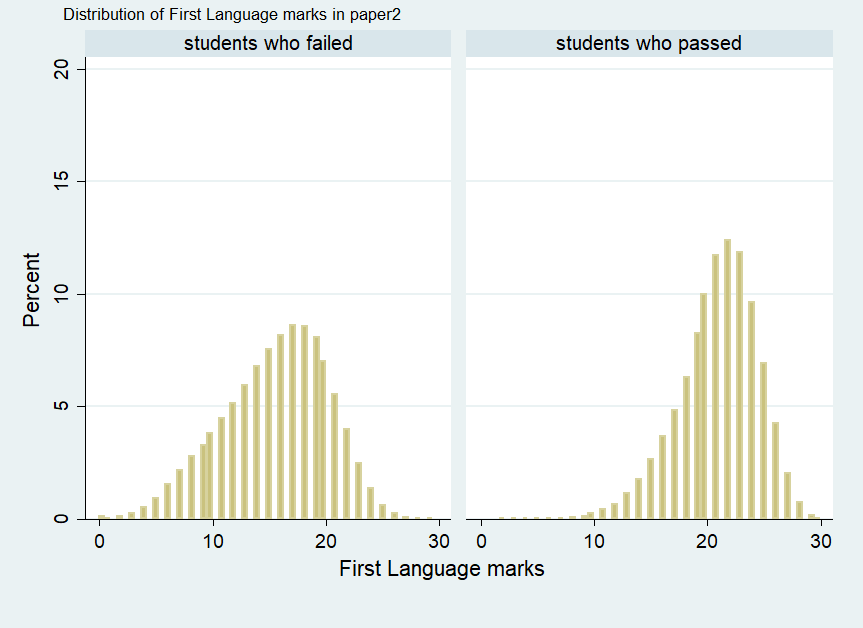 Distribution of First Language marks in paper2
students who failed
students who passed
Percent
20
15
10
5
0
0 10 20 30
0 10 20 30
First Language marks